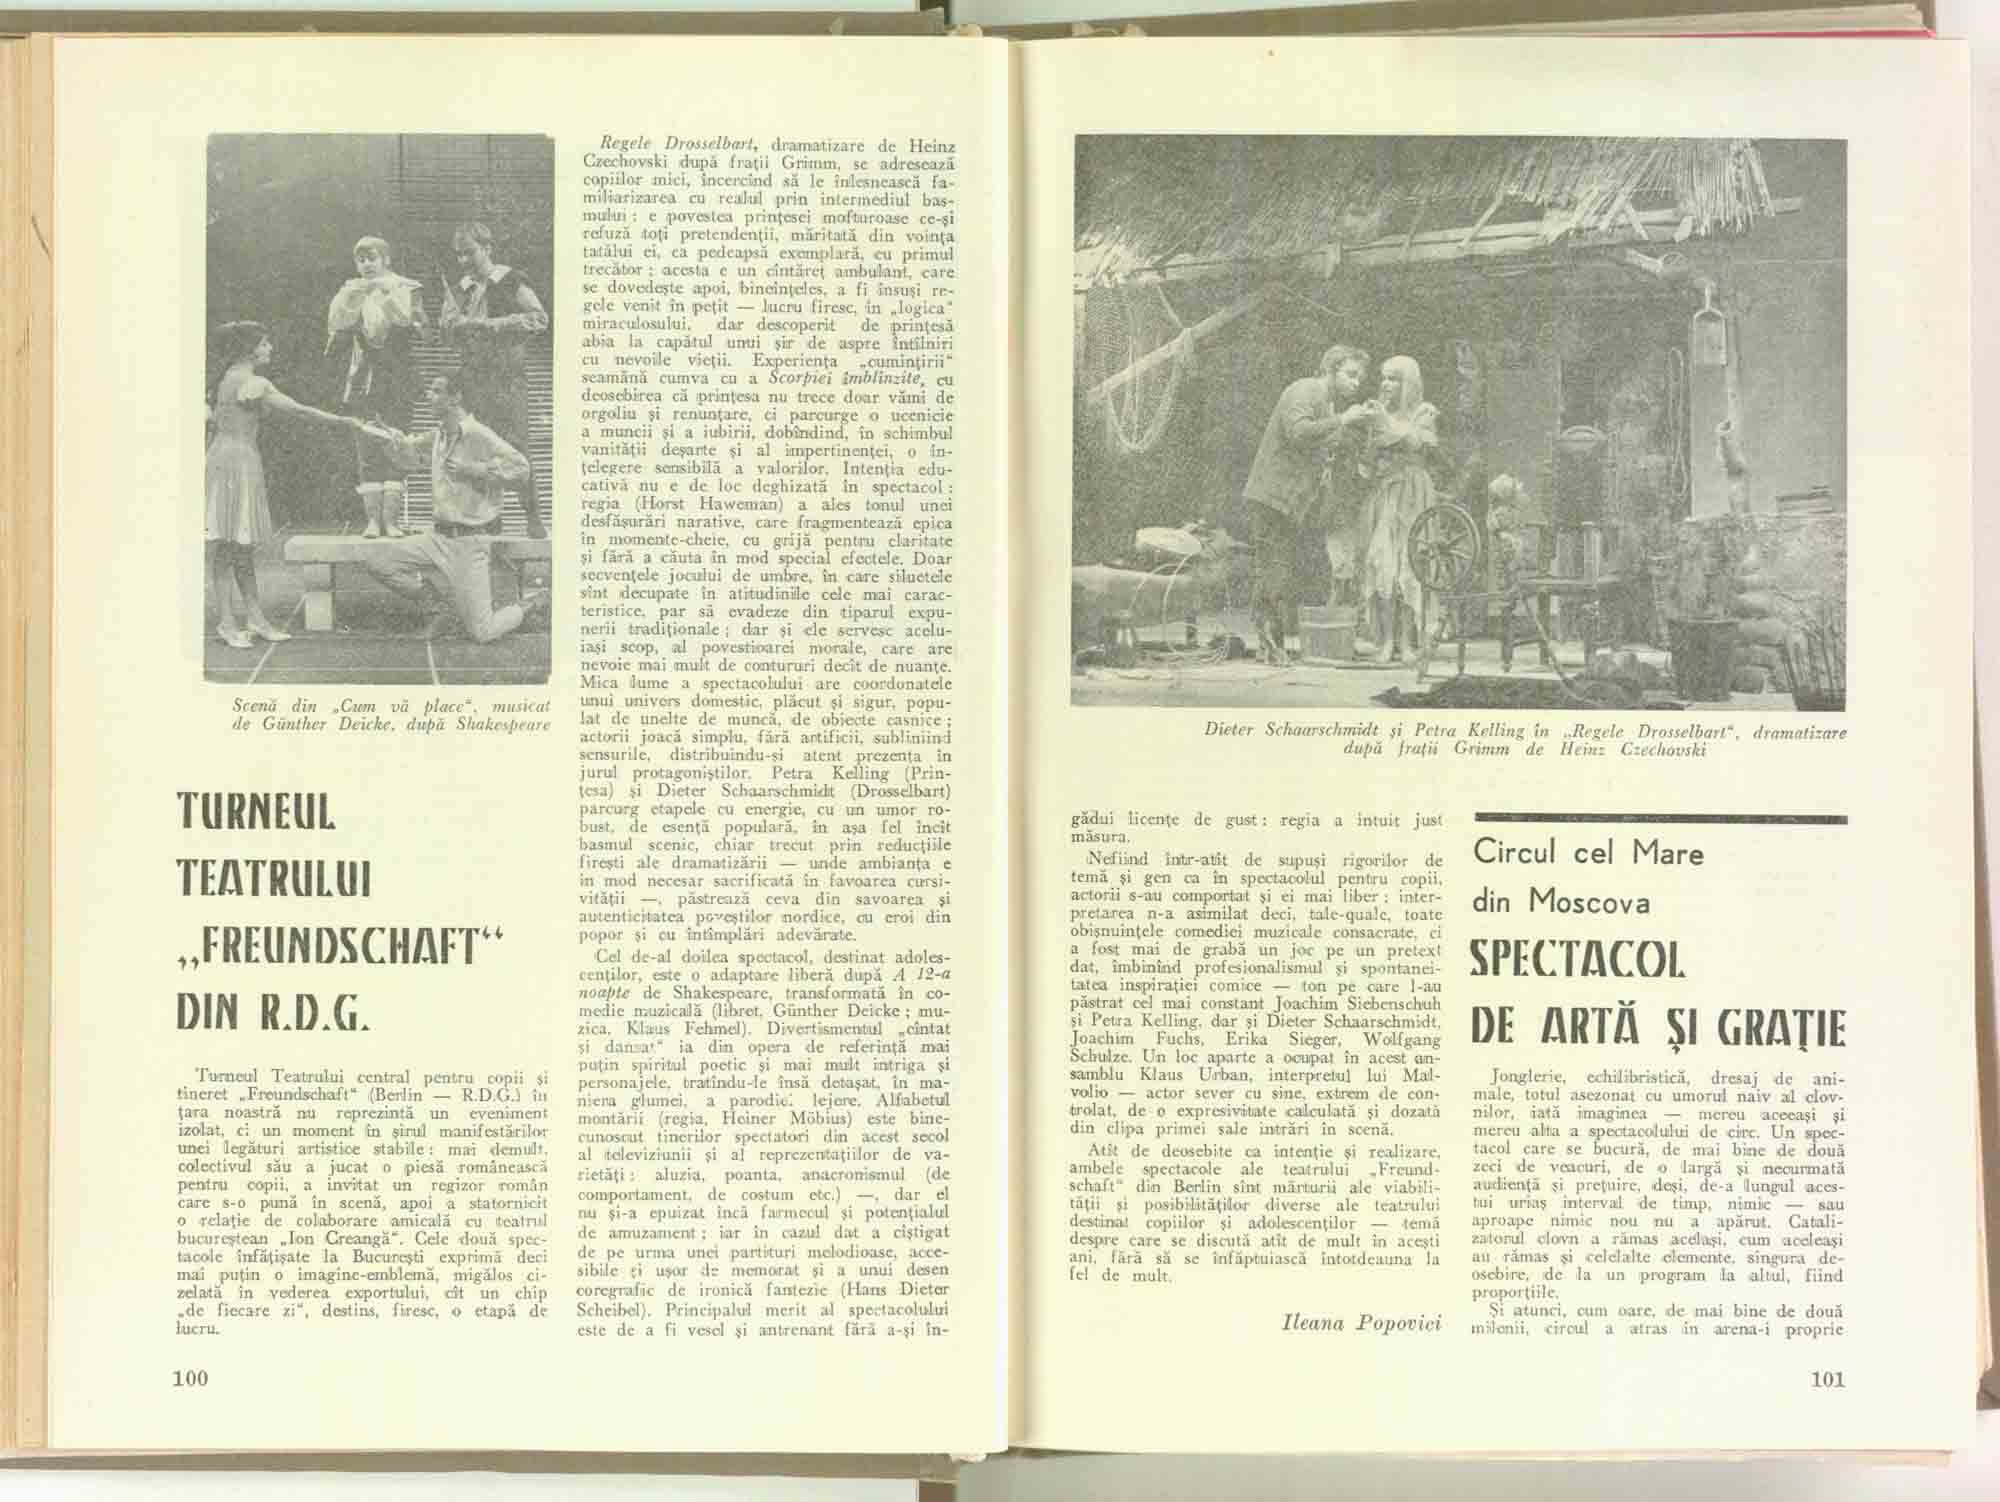 Scenă din „Cum vă place“, musical
de Günther Deicke, după Shakespeare
TURNEUL
TEATRULUI
„FREUNDSCHAFT“
DIN R.D.G.
Turneul Teatrului central pentru copii și
tineret „Freundschaft“ (Berlin — R.D.G.) în
țara noastră nu reprezintă un eveniment
izolat, ci un moment în șirul manifestărilor
unei legături artistice stabile : mai demult,
colectivul său a jucat o piesă românească
pentru copii, a invitat un regizor român
care s-o pună în scenă, apoi a statornicit
o relație de colaborare amicală cu teatrul
bucureștean „Ion Creangă“. Cele două spec-
tacole înfățișate la București exprimă deci
mai puțin o imagine-emblemă, migălos ci-
zelată în vederea exportului, cît un chip
„de fiecare zi“, destins, firesc, o etapă de
lucru.
100
Regele Drosselbart, dramatizare de Heinz
Czechovski după frații Grimm, se adresează
copiilor mici, încercînd să le înlesnească fa-
miliarizarea cu realul prin intermediul bas-
mului : e povestea prințesei mofturoase ce-și
refuză toți pretendenții, măritată din voința
tatălui ei, ca pedeapsă exemplară, cu primul
trecător ; acesta e un cîntăreț ambulant, care
se dovedește apoi, bineînțeles, a fi însuși re-
gele venit în pețit — lucru firesc, în „logica“
miraculosului, dar descoperit de prințesă
abia la capătul unui șir de aspre întîlniri
cu nevoile vieții. Experiența „cumințirii“
seamănă cumva cu a Scorpiei îmblînzite, cu
deosebirea că prințesa nu trece doar vămi de
orgoliu și renunțare, ci parcurge o ucenicie
a muncii și a iubirii, dobîndind, în schimbul
vanității deșarte și al impertinenței, o în-
țelegere sensibilă a valorilor. Intenția edu-
cativă nu e de loc deghizată în spectacol :
regia (Horst Haweman) a ales tonul unei
desfășurări narative, care fragmentează epica
în momente-cheie, cu grijă pentru claritate
și fără a căuta în mod special efectele. Doar
secvențele jocului de umbre, în care siluetele
sînt decupate în atitudinile cele mai carac-
teristice, par să evadeze din tiparul expu-
nerii tradiționale ; dar și ele servesc acelu-
iași scop, al povestioarei morale, care are
nevoie mai mult de contururi decît de nuanțe.
Mica lume a spectacolului are coordonatele
unui univers domestic, plăcut și sigur, popu-
lat de unelte de muncă, de obiecte casnice ;
actorii joacă simplu, fără artificii, subliniind
sensurile, distribuindu-și atent prezența în
jurul protagoniștilor. Petra Kelling (Prin-
țesa) și Dieter Schaarschmidt (Drosselbart)
parcurg etapele cu energie, cu un umor ro-
bust, de esență populară, în așa fel încît
basmul scenic, chiar trecut prin reducțiile
firești ale dramatizării — unde ambianța e
în mod necesar sacrificată în favoarea cursi-
vității —, păstrează ceva din savoarea și
autenticitatea poveștilor nordice, cu eroi din
popor și cu întîmplări adevărate.
Cel de-al doilea spectacol, destinat adoles-
cenților, este o adaptare liberă după A 12-a
noapte de Shakespeare, transformată în co-
medie muzicală (libret, Günther Deicke ; mu-
zica, Klaus Fehmel). Divertismentul „cîntat
și dansat“ ia din opera de referință mai
puțin spiritul poetic și mai mult intriga și
personajele, tratîndu-le însă detașat, în ma-
niera glumei, a parodiei lejere. Alfabetul
montării (regia, Heiner Möbius) este bine-
cunoscut tinerilor spectatori din acest secol
al televiziunii și al reprezentațiilor de va-
rietăți : aluzia, poanta, anacronismul (de
comportament, de costum etc.) —, dar el
nu și-a epuizat încă farmecul și potențialul
de amuzament ; iar în cazul dat a cîștigat
de pe urma unei partituri melodioase, acce-
sibile și ușor de memorat și a unui desen
coregrafic de ironică fantezie (Hans Dieter
Scheibel). Principalul merit al spectacolului
este de a fi vesel și antrenant fără a-și în-
Dieter Schaarschmidt și Petra Kelling în „Regele Drosselbart“, dramatizare
după frații Grimm de Heinz Czechovski
gădui licențe de gust : regia a intuit just
măsura.
Nefiind într-atît de supuși rigorilor de
temă și gen ca în spectacolul pentru copii,
actorii s-au comportat și ei mai liber ; inter-
pretarea n-a asimilat deci, tale-quale, toate
obișnuințele comediei muzicale consacrate, ci
a fost mai de grabă un joc pe un pretext
dat, îmbinînd profesionalismul și spontanei-
tatea inspirației comice — ton pe care l-au
păstrat cel mai constant Joachim Siebenschuh
și Petra Kelling, dar și Dieter Schaarschmidt,
Joachim Fuchs, Erika Sieger, Wolfgang
Schulze. Un loc aparte a ocupat în acest an-
samblu Klaus Urban, interpretul lui Mal-
volio — actor sever cu sine, extrem de con-
trolat, de o expresivitate calculată și dozată
din clipa primei sale intrări în scenă.
Atît de deosebite ca intenție și realizare,
ambele spectacole ale teatrului „Freund-
schaft“ din Berlin sînt mărturii ale viabili-
tății și posibilităților diverse ale teatrului
destinat copiilor și adolescenților — temă
despre care se discută atît de mult în acești
ani, fără să se înfăptuiască întotdeauna la
fel de mult.
Ileana Popovici
Circul cel Mare
din Moscova
SPECTACOL
DE ARTĂ ȘI GRAȚIE
Jonglerie, echilibristică, dresaj de ani-
male, totul asezonat cu umorul naiv al clov-
nilor, iată imaginea — mereu aceeași și
mereu alta a spectacolului de circ. Un spec-
tacol care se bucură, de mai bine de două
zeci de veacuri, de o largă și necurmată
audiență și prețuire, deși, de-a lungul aces-
tui uriaș interval de timp, nimic — sau
aproape nimic nou nu a apărut. Catali-
zatorul clovn a rămas același, cum aceleași
au rămas și celelalte elemente, singura de-
osebire, de la un program la altul, fiind
proporțiile.
Și atunci, cum oare, de mai bine de două
milenii, circul a atras în arena-i proprie
101